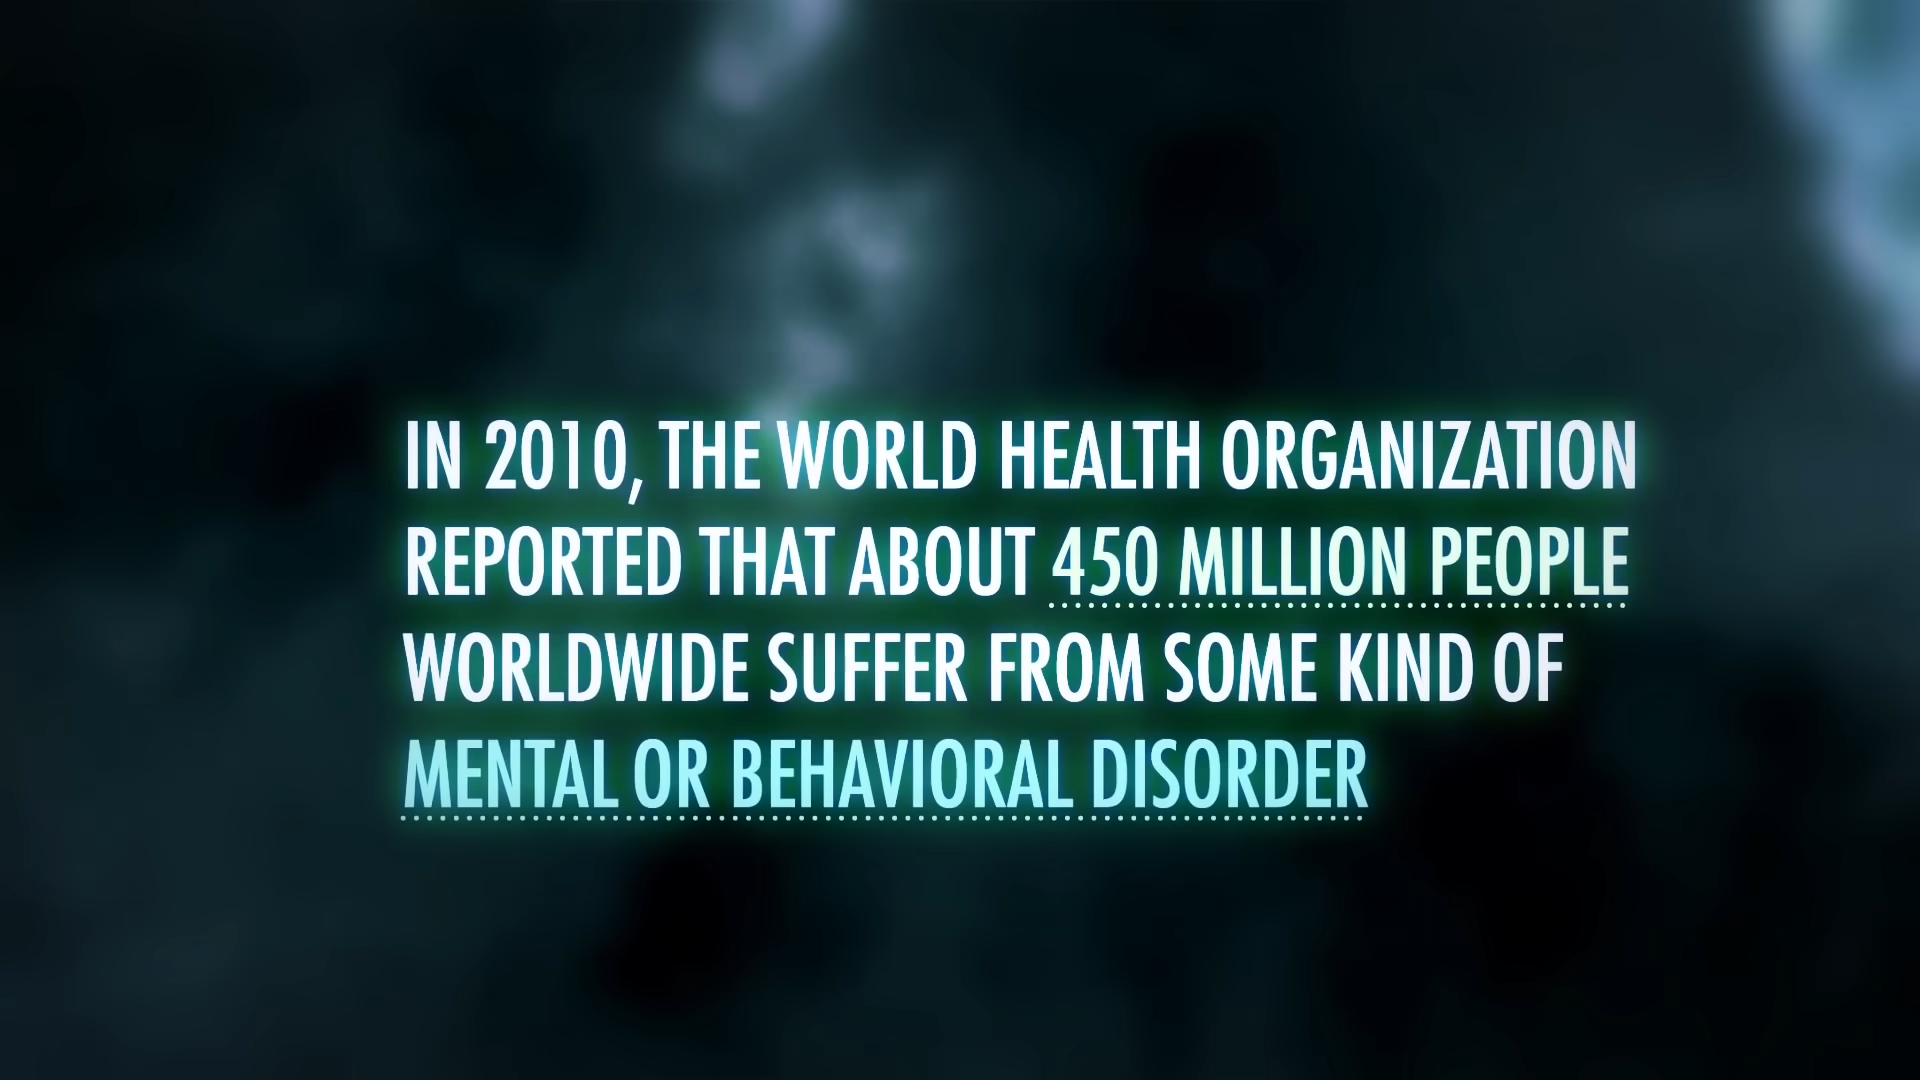 IN 2010, THE WORLD HEALTH ORGANIZATION
REPORTED THAT ABOUT 450 MILLION PEOPLE
WORLDWIDE SUFFER FROM SOME KIND OF
MENTAL OR BEHAVIORAL DISORDER